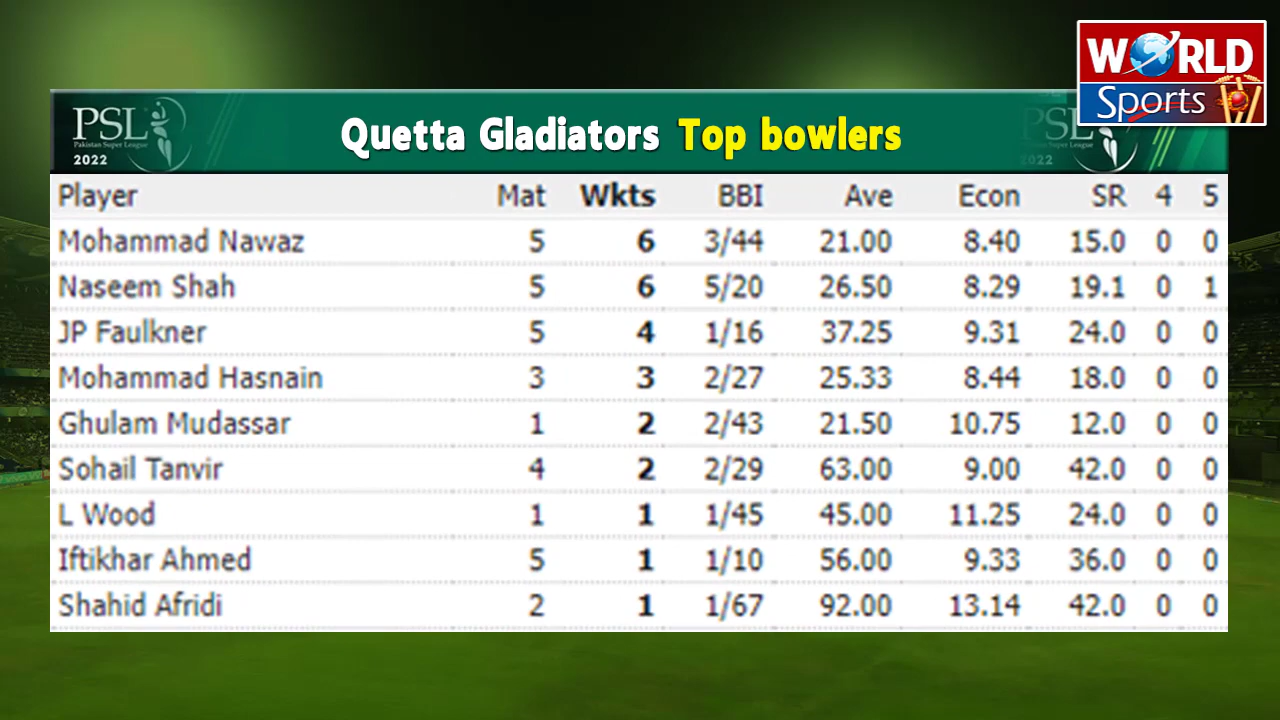 WORLD
Sports
PSL
Pakistan Super League
2022
Quetta Gladiators Top bowlers
PSL
2022
Player Mat Wkts BBI Ave Econ SR 4 5
Mohammad Nawaz 5 6 3/44 21.00 8.40 15.0 0 0
Naseem Shah 5 6 5/20 26.50 8.29 19.1 0 1
JP Faulkner 5 4 1/16 37.25 9.31 24.0 0 0
Mohammad Hasnain 3 3 2/27 25.33 8.44 18.0 0 0
Ghulam Mudassar 1 2 2/43 21.50 10.75 12.0 0 0
Sohail Tanvir 4 2 2/29 63.00 9.00 42.0 0 0
L Wood 1 1 1/45 45.00 11.25 24.0 0 0
Iftikhar Ahmed 5 1 1/10 56.00 9.33 36.0 0 0
Shahid Afridi 2 1 1/67 92.00 13.14 42.0 0 0